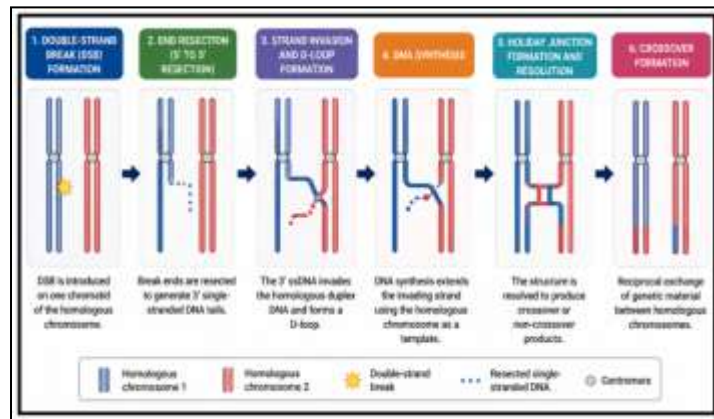 1. DOUBLE-STRAND
BREAK (DSB)
FORMATION
2. END RESECTION
(5' TO 3'
RESECTION)
3. STRAND INVASION
AND D-LOOP
FORMATION
4. DNA SYNTHESIS
5. HOLIDAY JUNCTION
FORMATION AND
RESOLUTION
6. CROSSOVER
FORMATION
DSB is introduced
on one chromatid
of the homologous
chromosome.
Break ends are resected
to generate 3' single-
stranded DNA tails.
The 3' ssDNA invades
the homologous duplex
DNA and forms a
D-loop.
DNA synthesis extends
the invading strand
using the homologous
chromosome as a
template.
The structure is
resolved to produce
crossover or
non-crossover
products.
Reciprocal exchange
of genetic material
between homologous
chromosomes.
Homologous
chromosome 1
Homologous
chromosome 2
Double-strand
break
Resected single-
stranded DNA
Centromere